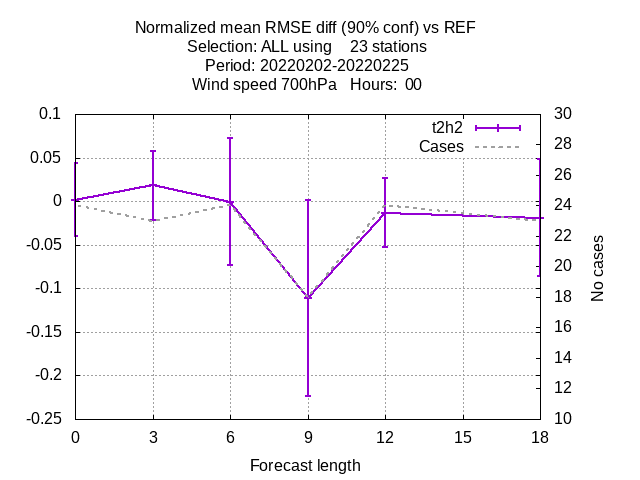 Normalized mean RMSE diff (90% conf) vs REF
Selection: ALL using    23 stations
Period: 20220202-20220225
Wind speed 700hPa   Hours:  00
t2h2
Cases
0.1
0.05
0
-0.05
-0.1
-0.15
-0.2
-0.25
30
28
26
24
22
20
18
16
14
12
10
No cases
0 3 6 9 12 15 18
Forecast length